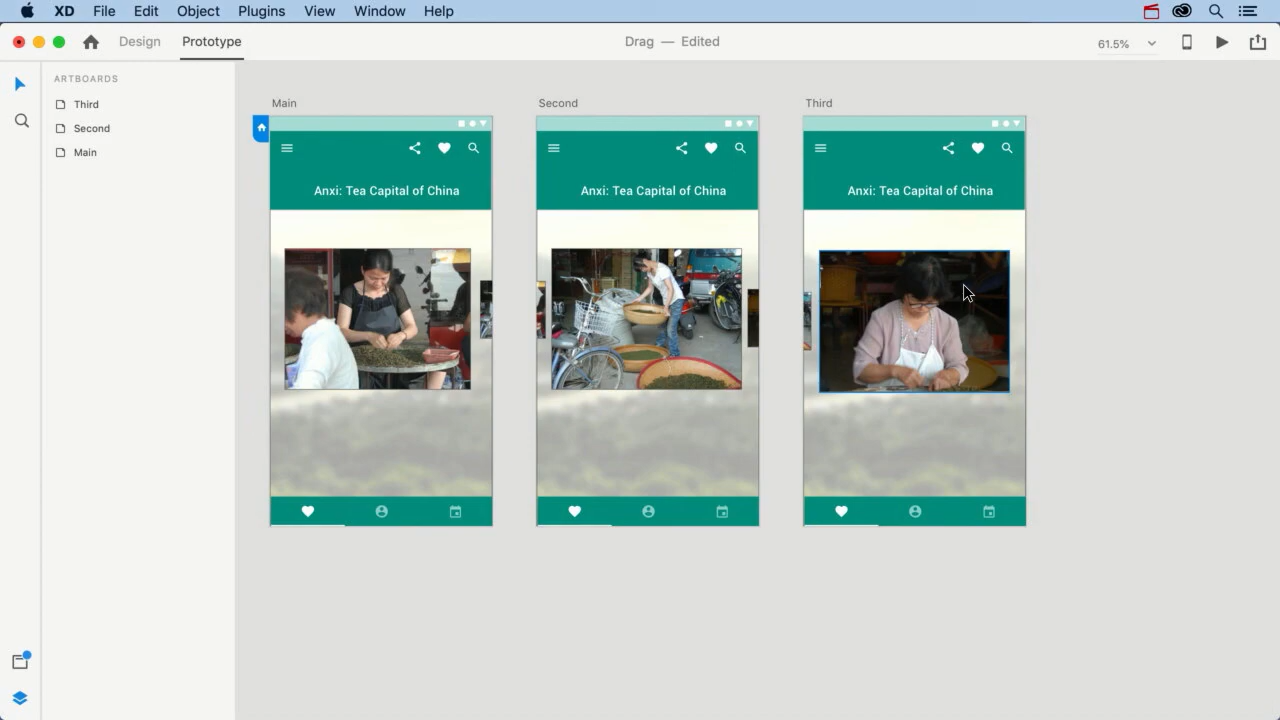 XD File Edit Object Plugins View Window Help
Design Prototype Drag — Edited 61.5%
ARTBOARDS
Third
Second
Main
Main Second Third
Anxi: Tea Capital of China Anxi: Tea Capital of China Anxi: Tea Capital of China